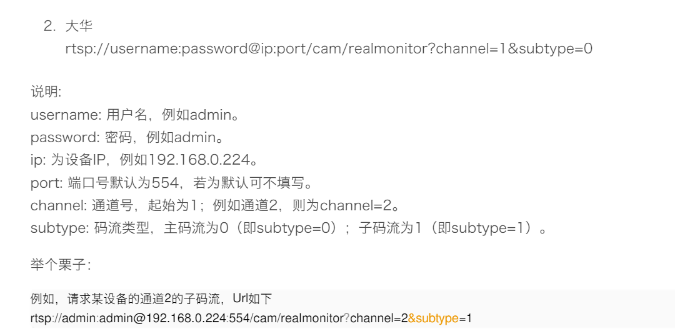 2. 大华
rtsp://username:password@ip:port/cam/realmonitor?channel=1&subtype=0
说明:
username: 用户名，例如admin。
password: 密码，例如admin。
ip: 为设备IP，例如192.168.0.224。
port: 端口号默认为554，若为默认可不填写。
channel: 通道号，起始为1；例如通道2，则为channel=2。
subtype: 码流类型，主码流为0（即subtype=0）；子码流为1（即subtype=1）。
举个栗子：
例如，请求某设备的通道2的子码流，Url如下
rtsp://admin:admin@192.168.0.224:554/cam/realmonitor?channel=2&subtype=1